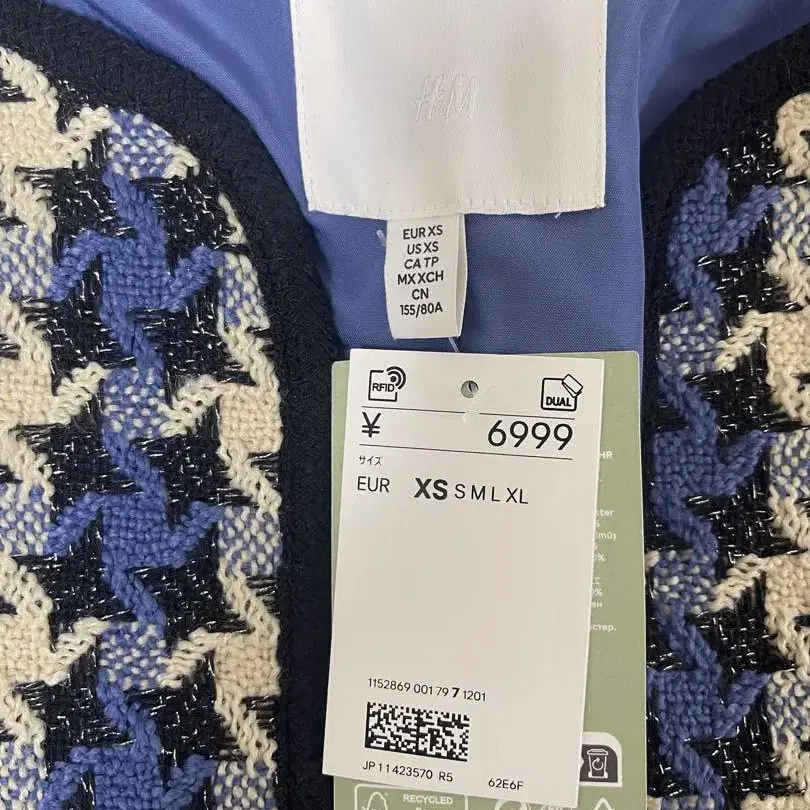 H&M
EUR XS
US XS
CA TP
MX XCH
CN
155/80A
RFID
DUAL
¥ 6999
サイズ
EUR XS S M L XL
1152869 001 79 7 1201
JP 11423570 R5 62E6F
RECYCLED